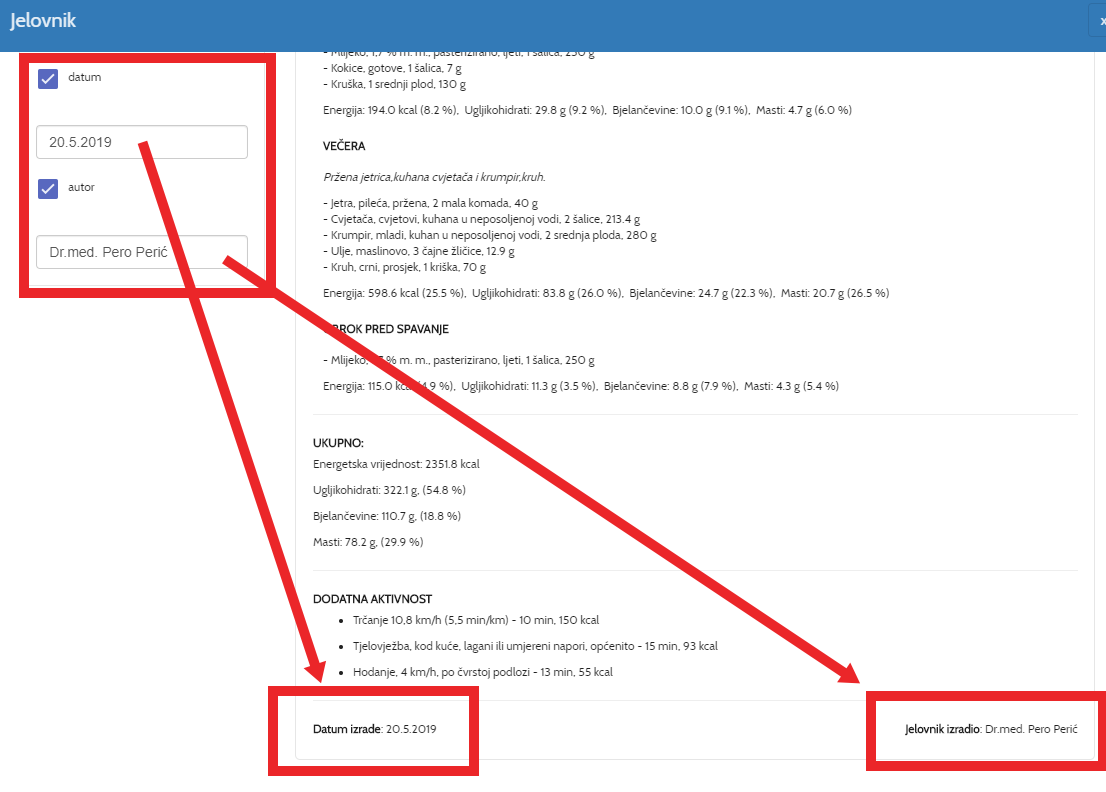 Jelovnik
x
datum
20.5.2019
autor
Dr.med. Pero Perić
- Mlijeko, 1,7 % m. m., pasterizirano, ljeti, 1 šalica, 250 g
- Kokice, gotove, 1 šalica, 7 g
- Kruška, 1 srednji plod, 130 g
Energija: 194.0 kcal (8.2 %), Ugljikohidrati: 29.8 g (9.2 %), Bjelančevine: 10.0 g (9.1 %), Masti: 4.7 g (6.0 %)
VEČERA
Pržena jetrica,kuhana cvjetača i krumpir,kruh.
- Jetra, pileća, pržena, 2 mala komada, 40 g
- Cvjetača, cvjetovi, kuhana u neposoljenoj vodi, 2 šalice, 213.4 g
- Krumpir, mladi, kuhan u neposoljenoj vodi, 2 srednja ploda, 280 g
- Ulje, maslinovo, 3 čajne žličice, 12.9 g
- Kruh, crni, prosjek, 1 kriška, 70 g
Energija: 598.6 kcal (25.5 %), Ugljikohidrati: 83.8 g (26.0 %), Bjelančevine: 24.7 g (22.3 %), Masti: 20.7 g (26.5 %)
OBROK PRED SPAVANJE
- Mlijeko, % m. m., pasterizirano, ljeti, 1 šalica, 250 g
Energija: 115.0 kcal (4.9 %), Ugljikohidrati: 11.3 g (3.5 %), Bjelančevine: 8.8 g (7.9 %), Masti: 4.3 g (5.4 %)
UKUPNO:
Energetska vrijednost: 2351.8 kcal
Ugljikohidrati: 322.1 g, (54.8 %)
Bjelančevine: 110.7 g, (18.8 %)
Masti: 78.2 g, (29.9 %)
DODATNA AKTIVNOST
• Trčanje 10,8 km/h (5,5 min/km) - 10 min, 150 kcal
• Tjelovježba, kod kuće, lagani ili umjereni napori, općenito - 15 min, 93 kcal
• Hodanje, 4 km/h, po čvrstoj podlozi - 13 min, 55 kcal
Datum izrade: 20.5.2019
Jelovnik izradio: Dr.med. Pero Perić